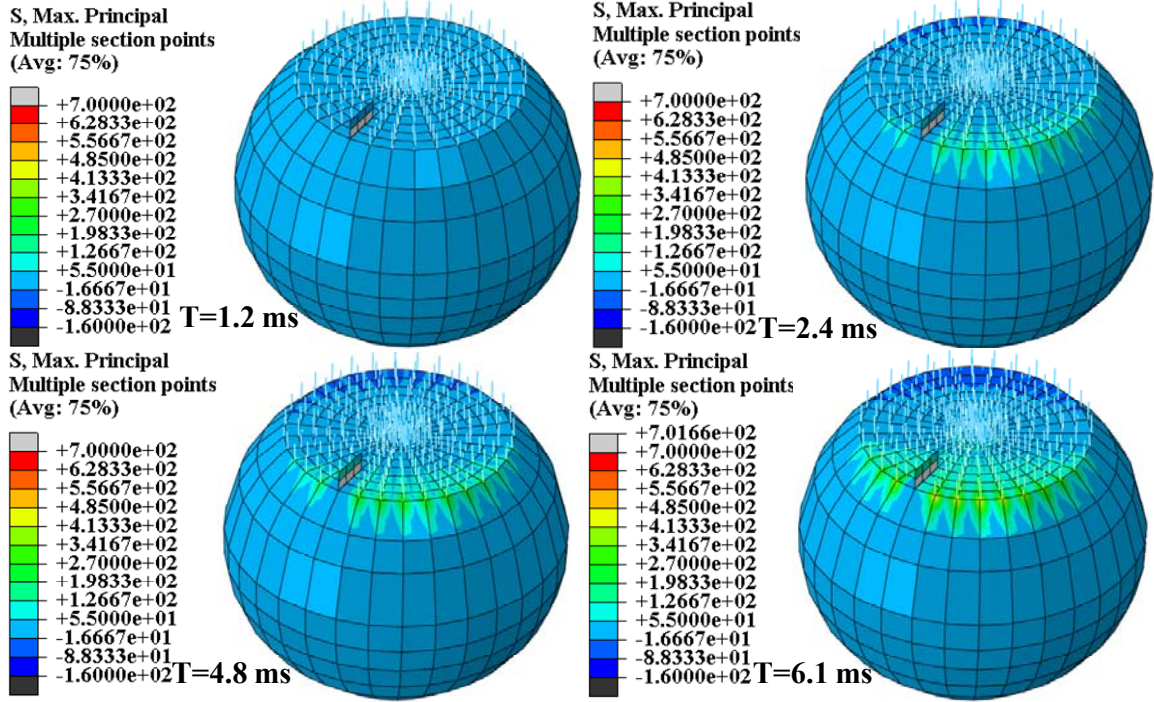 S, Max. Principal
Multiple section points
(Avg: 75%)
+7.0000e+02
+6.2833e+02
+5.5667e+02
+4.8500e+02
+4.1333e+02
+3.4167e+02
+2.7000e+02
+1.9833e+02
+1.2667e+02
+5.5000e+01
-1.6667e+01
-8.8333e+01
-1.6000e+02
T=1.2 ms
S, Max. Principal
Multiple section points
(Avg: 75%)
+7.0000e+02
+6.2833e+02
+5.5667e+02
+4.8500e+02
+4.1333e+02
+3.4167e+02
+2.7000e+02
+1.9833e+02
+1.2667e+02
+5.5000e+01
-1.6667e+01
-8.8333e+01
-1.6000e+02
T=2.4 ms
S, Max. Principal
Multiple section points
(Avg: 75%)
+7.0000e+02
+6.2833e+02
+5.5667e+02
+4.8500e+02
+4.1333e+02
+3.4167e+02
+2.7000e+02
+1.9833e+02
+1.2667e+02
+5.5000e+01
-1.6667e+01
-8.8333e+01
-1.6000e+02
T=4.8 ms
S, Max. Principal
Multiple section points
(Avg: 75%)
+7.0166e+02
+7.0000e+02
+6.2833e+02
+5.5667e+02
+4.8500e+02
+4.1333e+02
+3.4167e+02
+2.7000e+02
+1.9833e+02
+1.2667e+02
+5.5000e+01
-1.6667e+01
-8.8333e+01
-1.6000e+02
T=6.1 ms